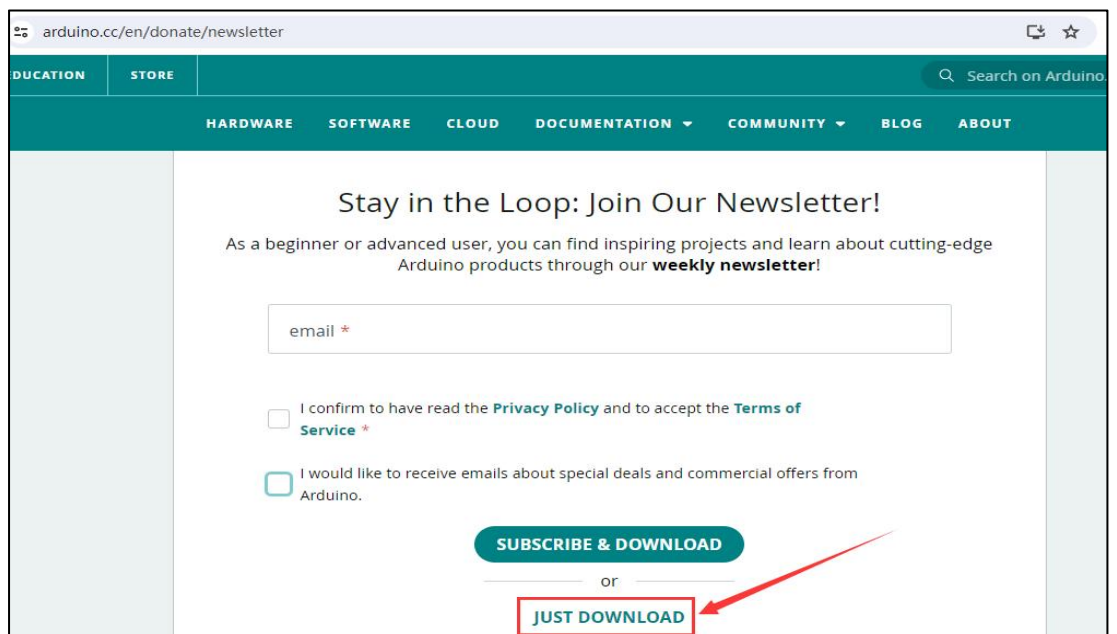 arduino.cc/en/donate/newsletter
EDUCATION STORE
Search on Arduino.
HARDWARE SOFTWARE CLOUD DOCUMENTATION COMMUNITY BLOG ABOUT
Stay in the Loop: Join Our Newsletter!
As a beginner or advanced user, you can find inspiring projects and learn about cutting-edge
Arduino products through our weekly newsletter!
email *
I confirm to have read the Privacy Policy and to accept the Terms of
Service *
I would like to receive emails about special deals and commercial offers from
Arduino.
SUBSCRIBE & DOWNLOAD
or
JUST DOWNLOAD